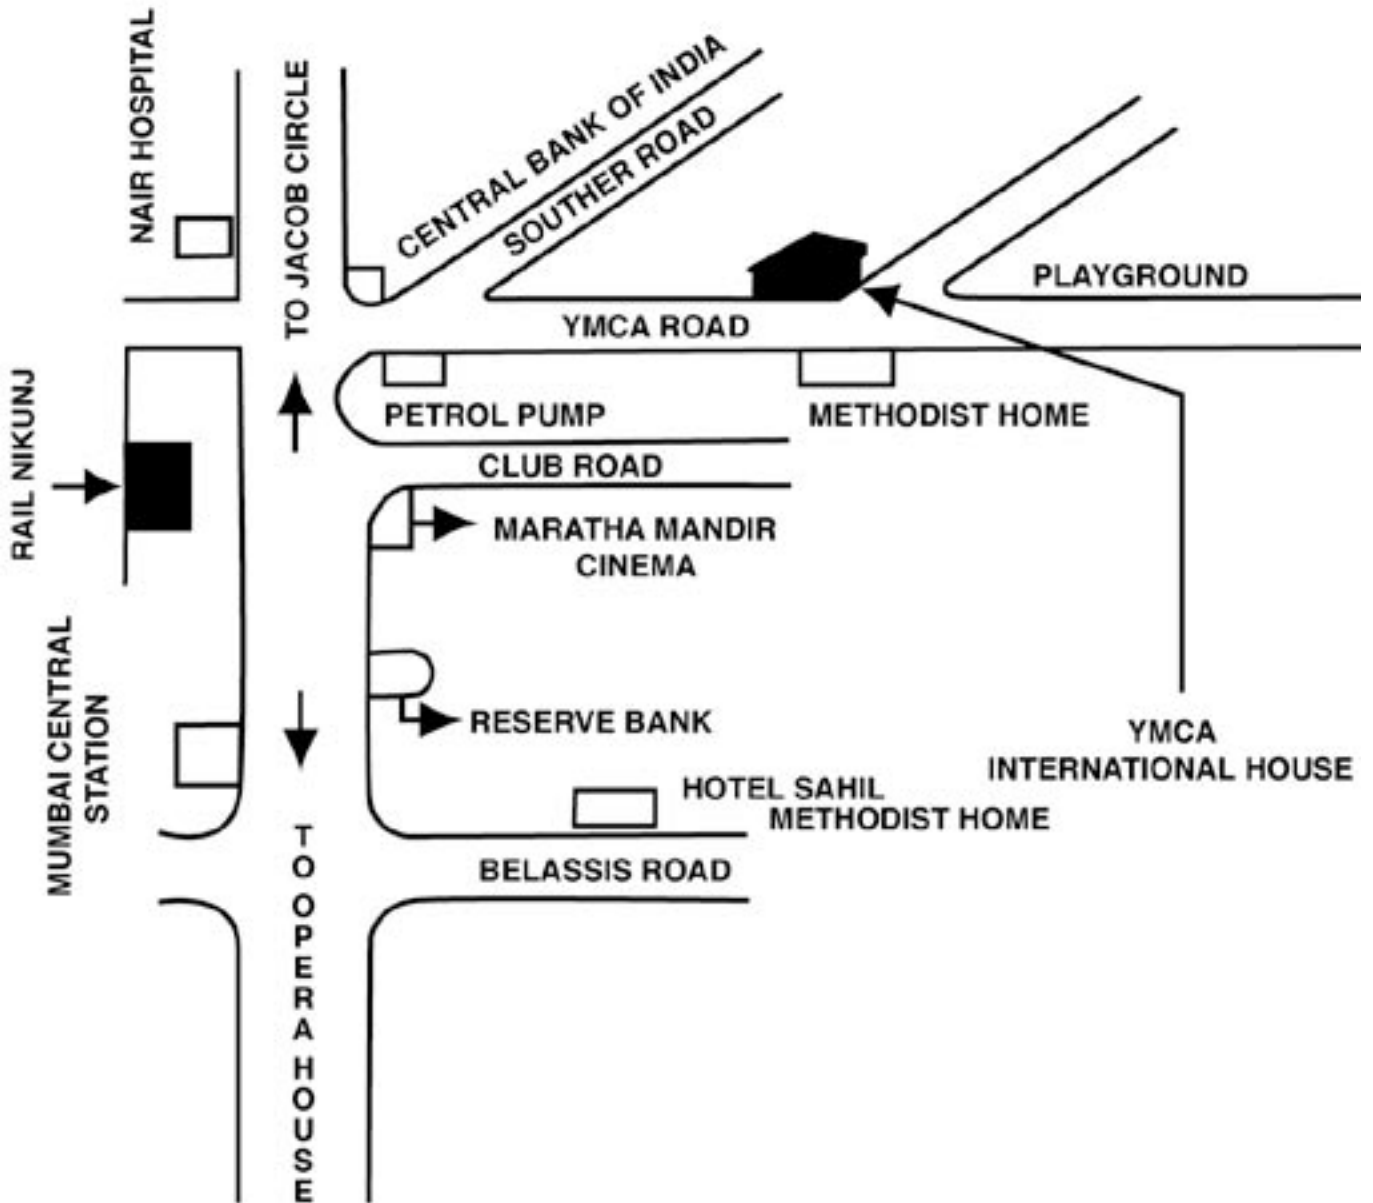 NAIR HOSPITAL
TO JACOB CIRCLE
CENTRAL BANK OF INDIA
SOUTHER ROAD
PLAYGROUND
YMCA ROAD
PETROL PUMP
METHODIST HOME
RAIL NIKUNJ
CLUB ROAD
MARATHA MANDIR
CINEMA
MUMBAI CENTRAL
STATION
RESERVE BANK
YMCA
INTERNATIONAL HOUSE
HOTEL SAHIL
METHODIST HOME
TO OPERA HOUSE
BELASSIS ROAD